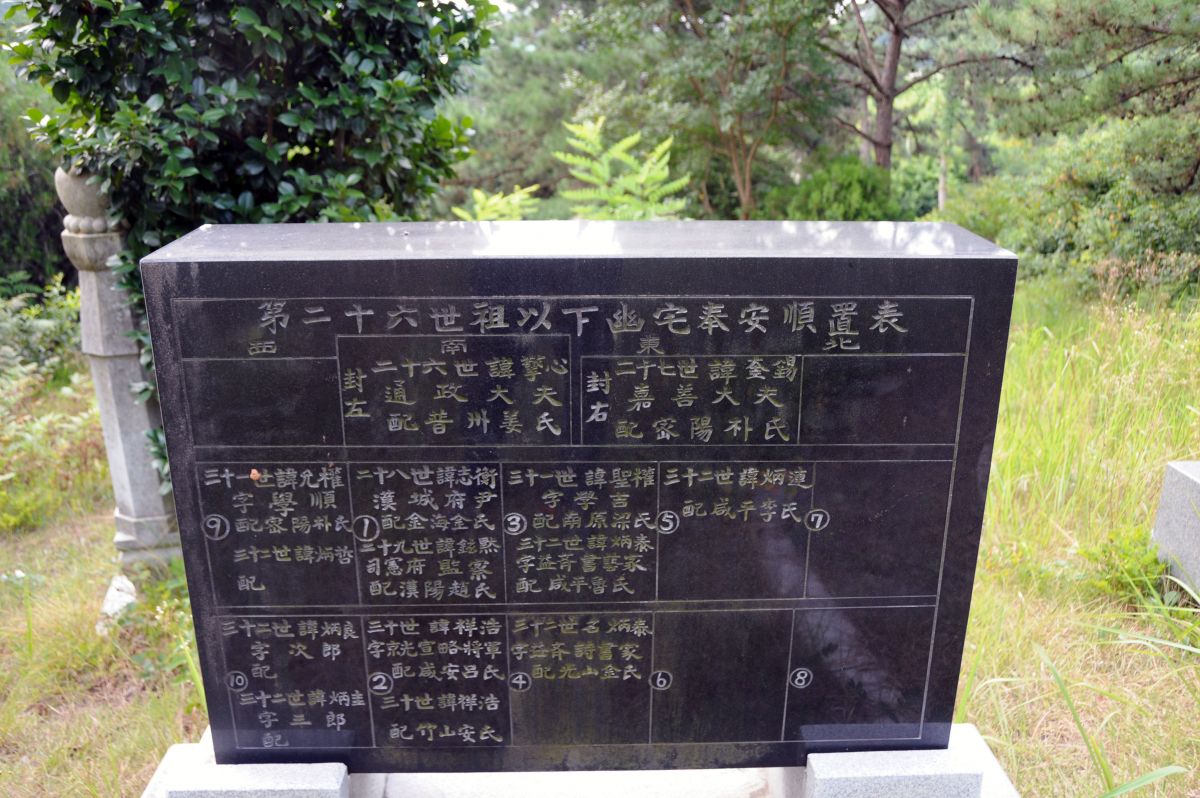 第二十六世祖以下幽宅奉安順置表
西
南
東
北
封左
二十六世諱擎心
通政大夫
配晋州姜氏
封右
二十七世諱奎錫
嘉善大夫
配密陽朴氏
三十一世諱允權
字學順
⑨
配密陽朴氏
三十二世諱炳哲
配
二十八世諱志衡
漢城府尹
①
配金海金氏
二十九世諱鉉黙
司憲府監察
配漢陽趙氏
三十一世諱聖權
字學吉
③
配南原梁氏
三十二世諱炳泰
字益斉書藝家
配咸平魯氏
三十二世諱炳連
⑤
配咸平李氏
⑦
三十二世諱炳良
字次郎
配
⑩
三十二世諱炳圭
字三郎
配
三十世諱祥浩
字京光宣略將軍
②
配咸安呂氏
三十世諱祥浩
配竹山安氏
三十二世名炳泰
字益斉詩書家
④
配光山金氏
⑥
⑧